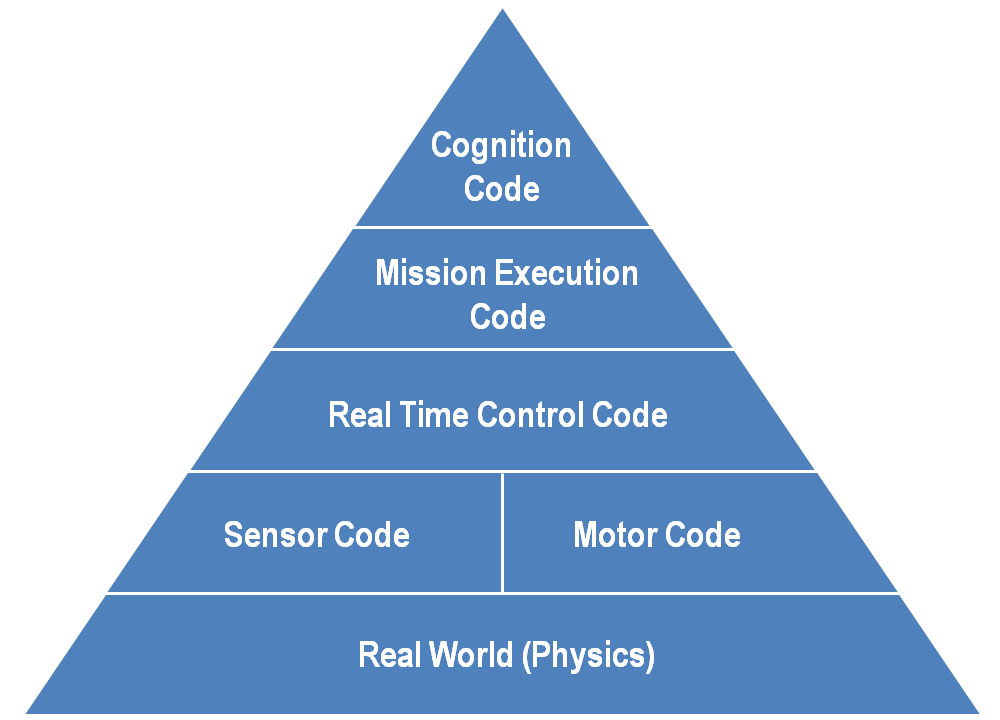 Cognition
Code
Mission Execution
Code
Real Time Control Code
Sensor Code
Motor Code
Real World (Physics)